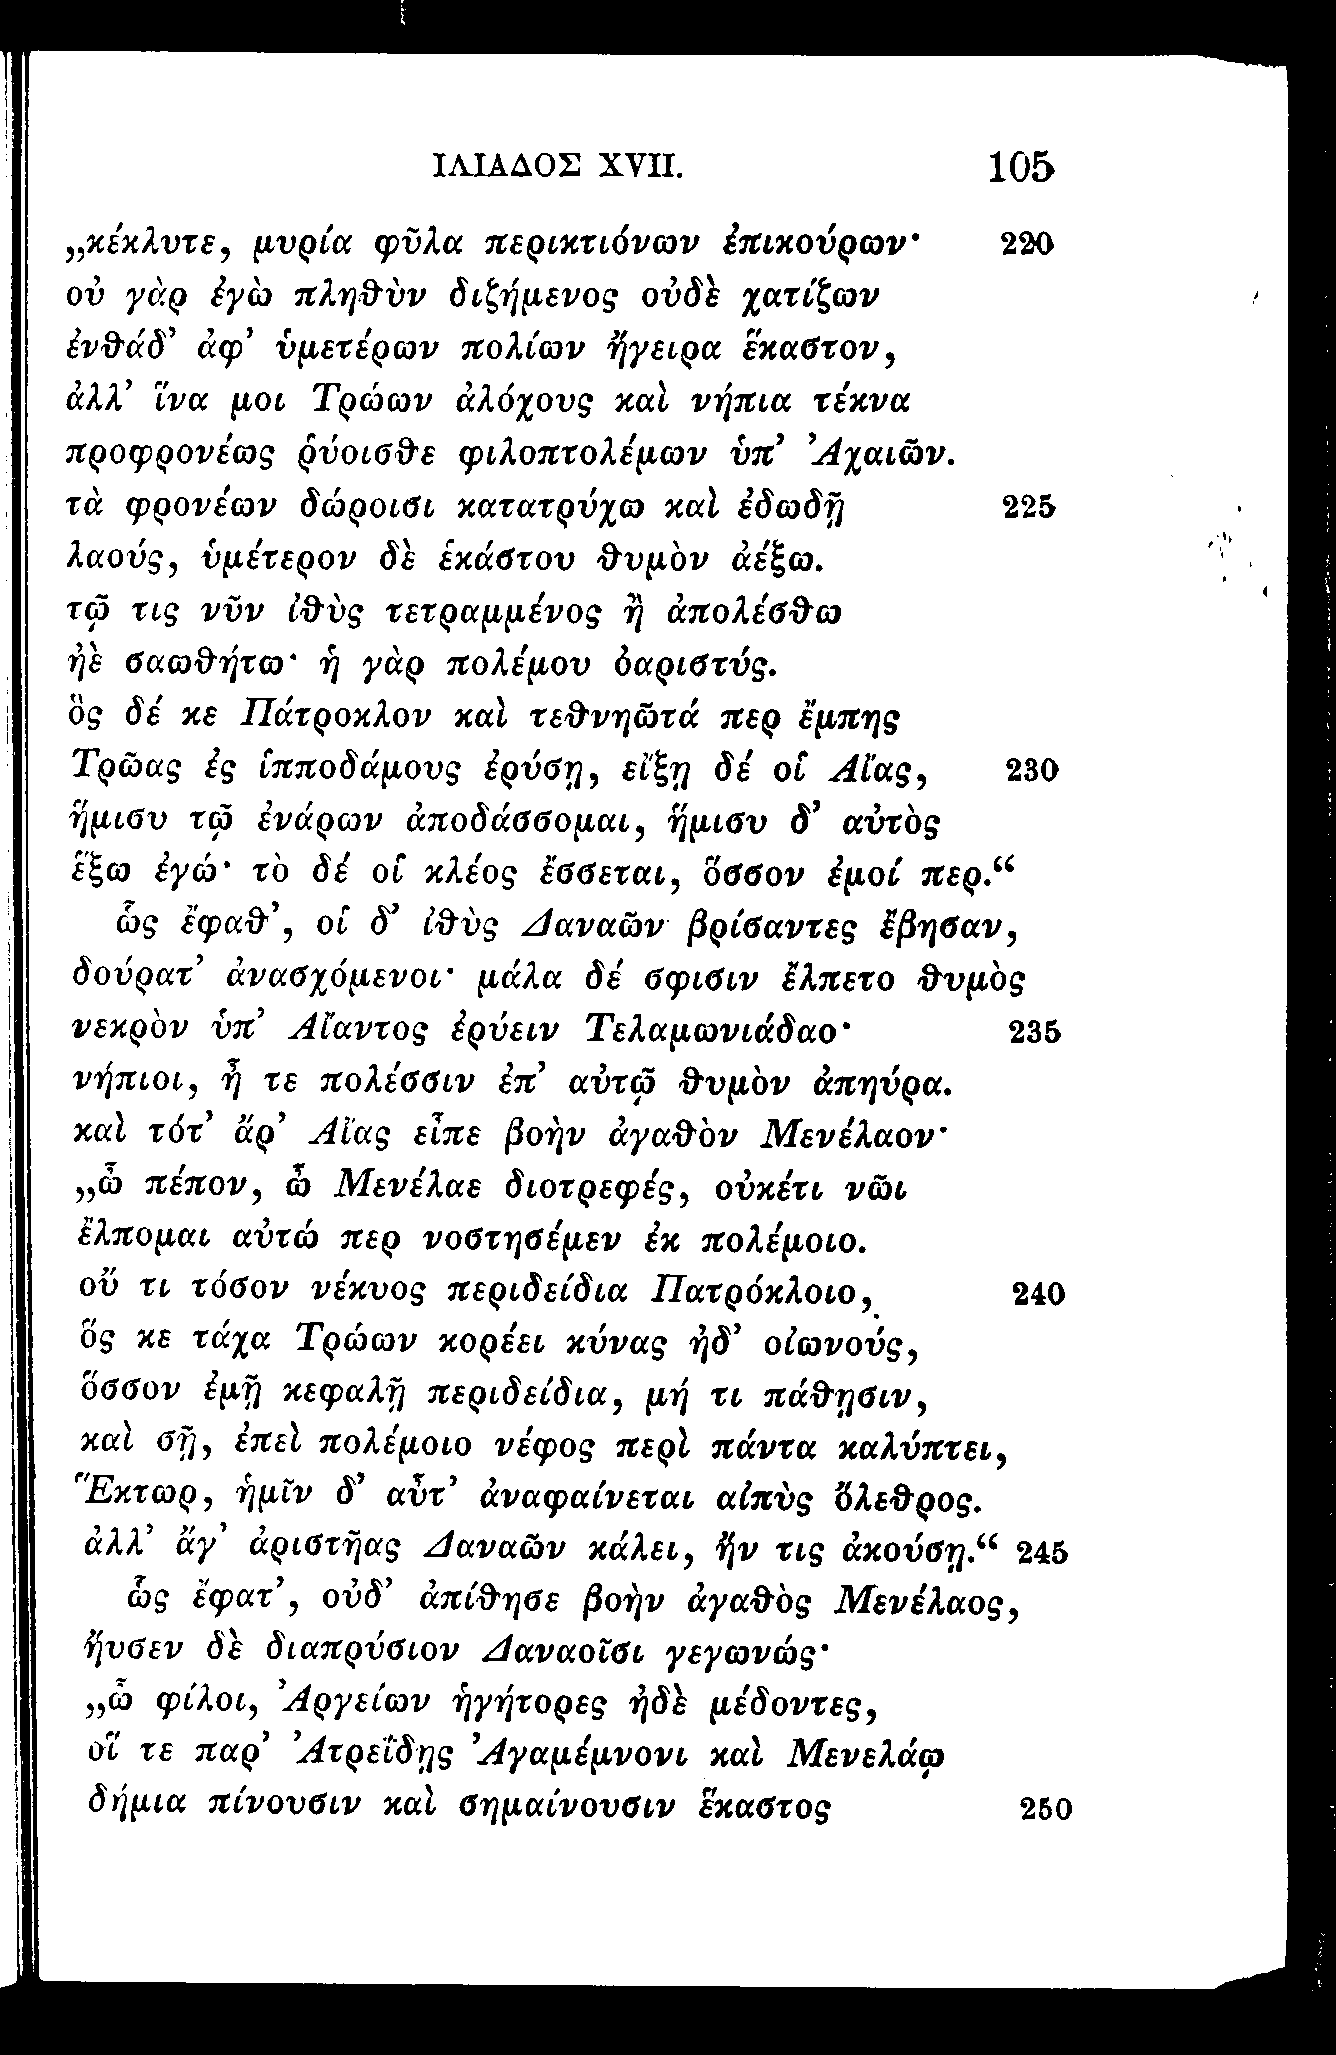 ΙΛΙΑΔΟΣ XVII. 105
„κέκλυτε, μυρία φῦλα περικτιόνων ἐπικούρων· 220
οὐ γὰρ ἐγὼ πληθὺν διζήμενος οὐδὲ χατίζων
ἐνθάδ’ ἀφ’ ὑμετέρων πολίων ἤγειρα ἕκαστον,
ἀλλ’ ἵνα μοι Τρώων ἀλόχους καὶ νήπια τέκνα
προφρονέως ῥύοισθε φιλοπτολέμων ὑπ’ Ἀχαιῶν.
τὰ φρονέων δώροισι κατατρύχω καὶ ἐδωδῇ 225
λαούς, ὑμέτερον δὲ ἑκάστου θυμὸν ἀέξω.
τῷ τις νῦν ἰθὺς τετραμμένος ἢ ἀπολέσθω
ἠὲ σαωθήτω· ἡ γὰρ πολέμου ὀαριστύς.
ὃς δέ κε Πάτροκλον καὶ τεθνηῶτά περ ἔμπης
Τρῶας ἐς ἱπποδάμους ἐρύσῃ, εἴξῃ δέ οἱ Αἴας, 230
ἥμισυ τῷ ἐνάρων ἀποδάσσομαι, ἥμισυ δ’ αὐτὸς
ἕξω ἐγώ· τὸ δέ οἱ κλέος ἔσσεται, ὅσσον ἐμοί περ.“
ὣς ἔφαθ’, οἱ δ’ ἰθὺς Δαναῶν βρίσαντες ἔβησαν,
δούρατ’ ἀνασχόμενοι· μάλα δέ σφισιν ἔλπετο θυμὸς
νεκρὸν ὑπ’ Αἴαντος ἐρύειν Τελαμωνιάδαο· 235
νήπιοι, ἦ τε πολέσσιν ἐπ’ αὐτῷ θυμὸν ἀπηύρα.
καὶ τότ’ ἄρ’ Αἴας εἶπε βοὴν ἀγαθὸν Μενέλαον·
„ὦ πέπον, ὦ Μενέλαε διοτρεφές, οὐκέτι νῶι
ἔλπομαι αὐτώ περ νοστησέμεν ἐκ πολέμοιο.
οὔ τι τόσον νέκυος περιδείδια Πατρόκλοιο, 240
ὅς κε τάχα Τρώων κορέει κύνας ἠδ’ οἰωνούς,
ὅσσον ἐμῇ κεφαλῇ περιδείδια, μή τι πάθῃσιν,
καὶ σῇ, ἐπεὶ πολέμοιο νέφος περὶ πάντα καλύπτει,
Ἕκτωρ, ἡμῖν δ’ αὖτ’ ἀναφαίνεται αἰπὺς ὄλεθρος.
ἀλλ’ ἄγ’ ἀριστῆας Δαναῶν κάλει, ἤν τις ἀκούσῃ.“ 245
ὣς ἔφατ’, οὐδ’ ἀπίθησε βοὴν ἀγαθὸς Μενέλαος,
ἤυσεν δὲ διαπρύσιον Δαναοῖσι γεγωνώς·
„ὦ φίλοι, Ἀργείων ἡγήτορες ἠδὲ μέδοντες,
οἵ τε παρ’ Ἀτρεΐδῃς Ἀγαμέμνονι καὶ Μενελάῳ
δήμια πίνουσιν καὶ σημαίνουσιν ἕκαστος 250